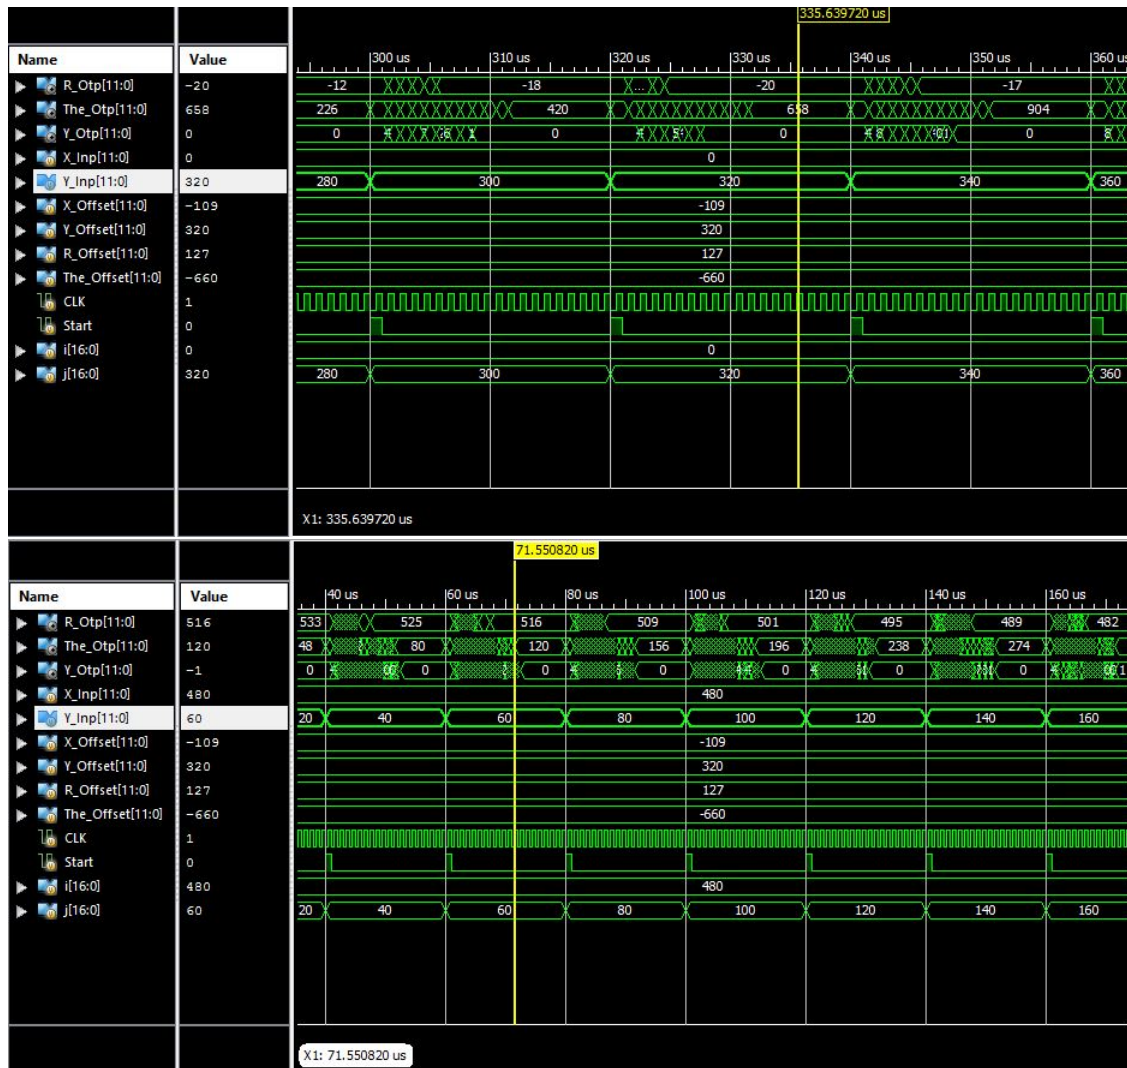 335.639720 us
Name Value
300 us 310 us 320 us 330 us 340 us 350 us 360 us
R_Otp[11:0] -20 -12 -18 ... -20 -17
The_Otp[11:0] 658 226 420 658 904
Y_Otp[11:0] 0 0 0 0 0
X_Inp[11:0] 0 0
Y_Inp[11:0] 320 280 300 320 340 360
X_Offset[11:0] -109 -109
Y_Offset[11:0] 320 320
R_Offset[11:0] 127 127
The_Offset[11:0] -660 -660
CLK 1
Start 0
i[16:0] 0 0
j[16:0] 320 280 300 320 340 360
X1: 335.639720 us
71.550820 us
Name Value
40 us 60 us 80 us 100 us 120 us 140 us 160 us
R_Otp[11:0] 516 533 525 516 509 501 495 489 482
The_Otp[11:0] 120 48 80 120 156 196 238 274
Y_Otp[11:0] -1 0 0 0 0 0 0 0
X_Inp[11:0] 480 480
Y_Inp[11:0] 60 20 40 60 80 100 120 140 160
X_Offset[11:0] -109 -109
Y_Offset[11:0] 320 320
R_Offset[11:0] 127 127
The_Offset[11:0] -660 -660
CLK 1
Start 0
i[16:0] 480 480
j[16:0] 60 20 40 60 80 100 120 140 160
X1: 71.550820 us